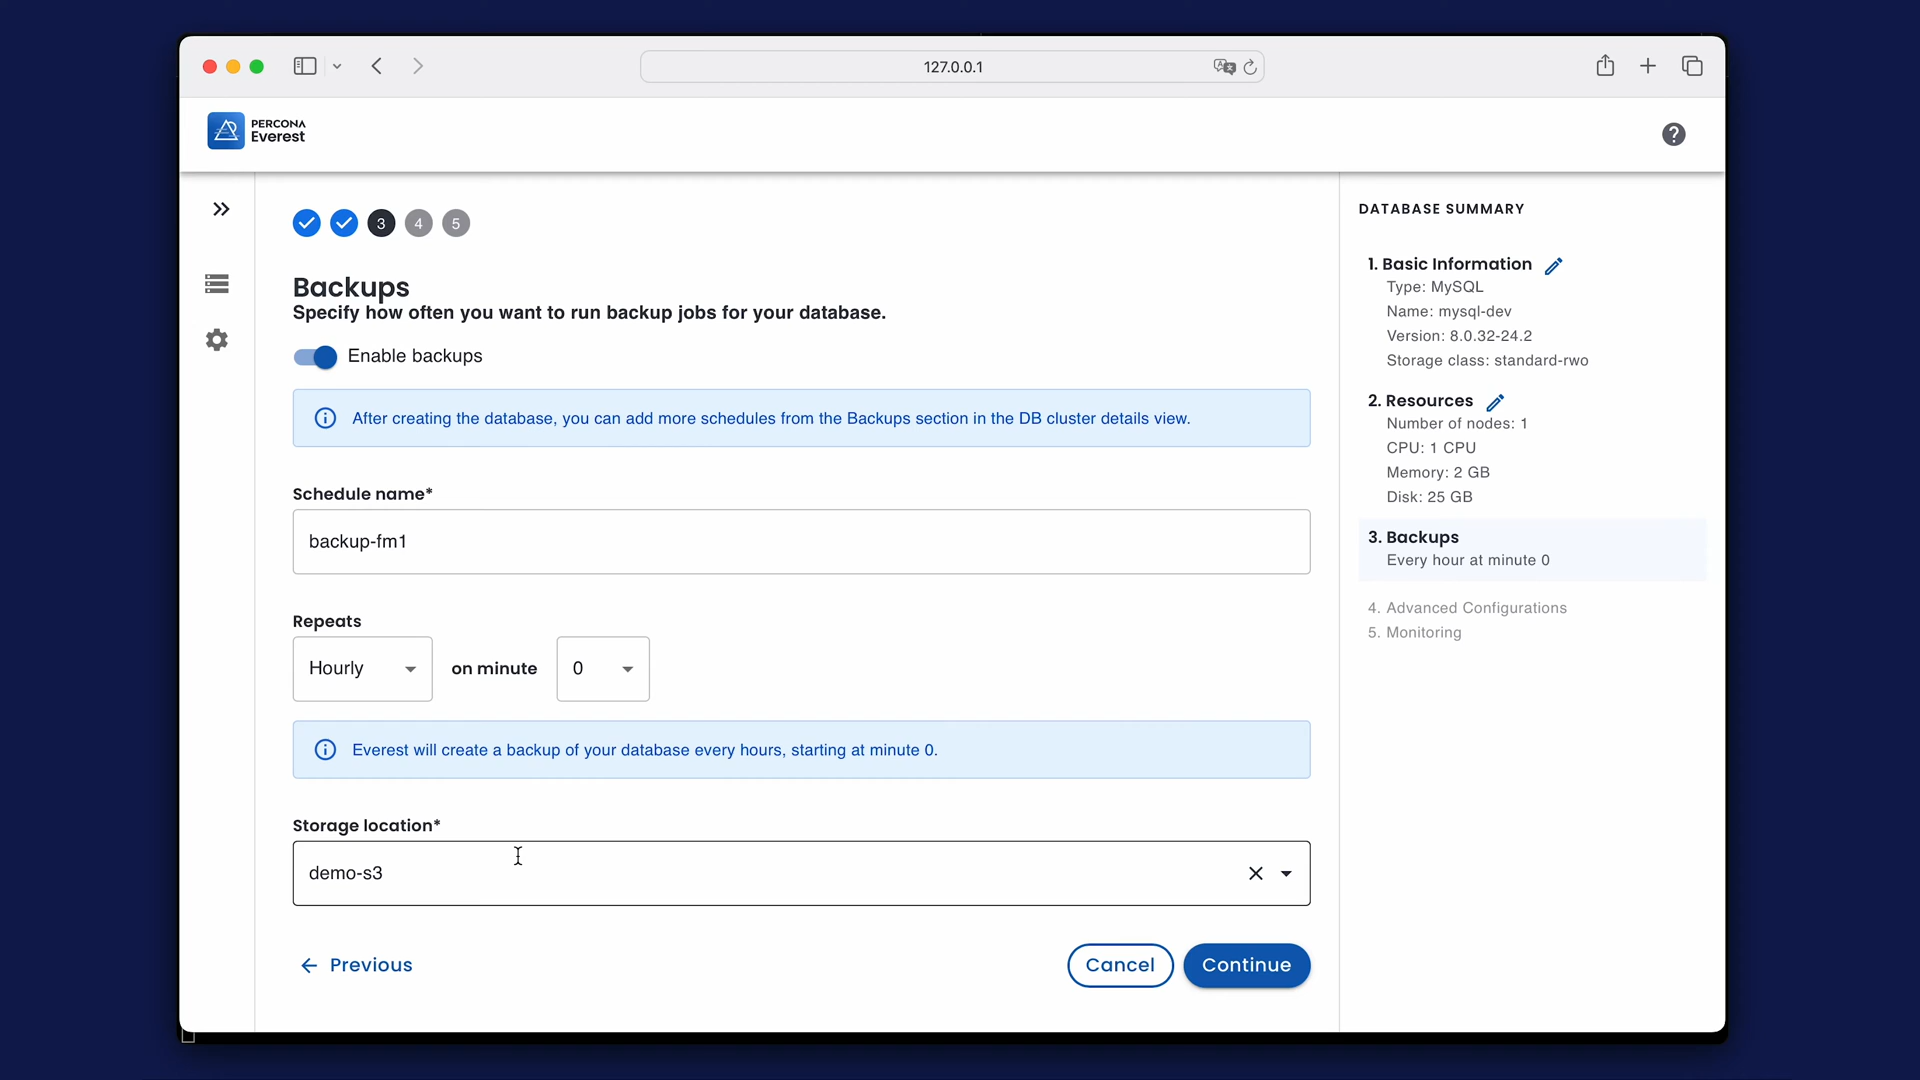 127.0.0.1
PERCONA
Everest
3 4 5
Backups
Specify how often you want to run backup jobs for your database.
Enable backups
After creating the database, you can add more schedules from the Backups section in the DB cluster details view.
Schedule name*
backup-fm1
Repeats
Hourly on minute 0
Everest will create a backup of your database every hours, starting at minute 0.
Storage location*
demo-s3
Previous
Cancel
Continue
DATABASE SUMMARY
1. Basic Information
Type: MySQL
Name: mysql-dev
Version: 8.0.32-24.2
Storage class: standard-rwo
2. Resources
Number of nodes: 1
CPU: 1 CPU
Memory: 2 GB
Disk: 25 GB
3. Backups
Every hour at minute 0
4. Advanced Configurations
5. Monitoring